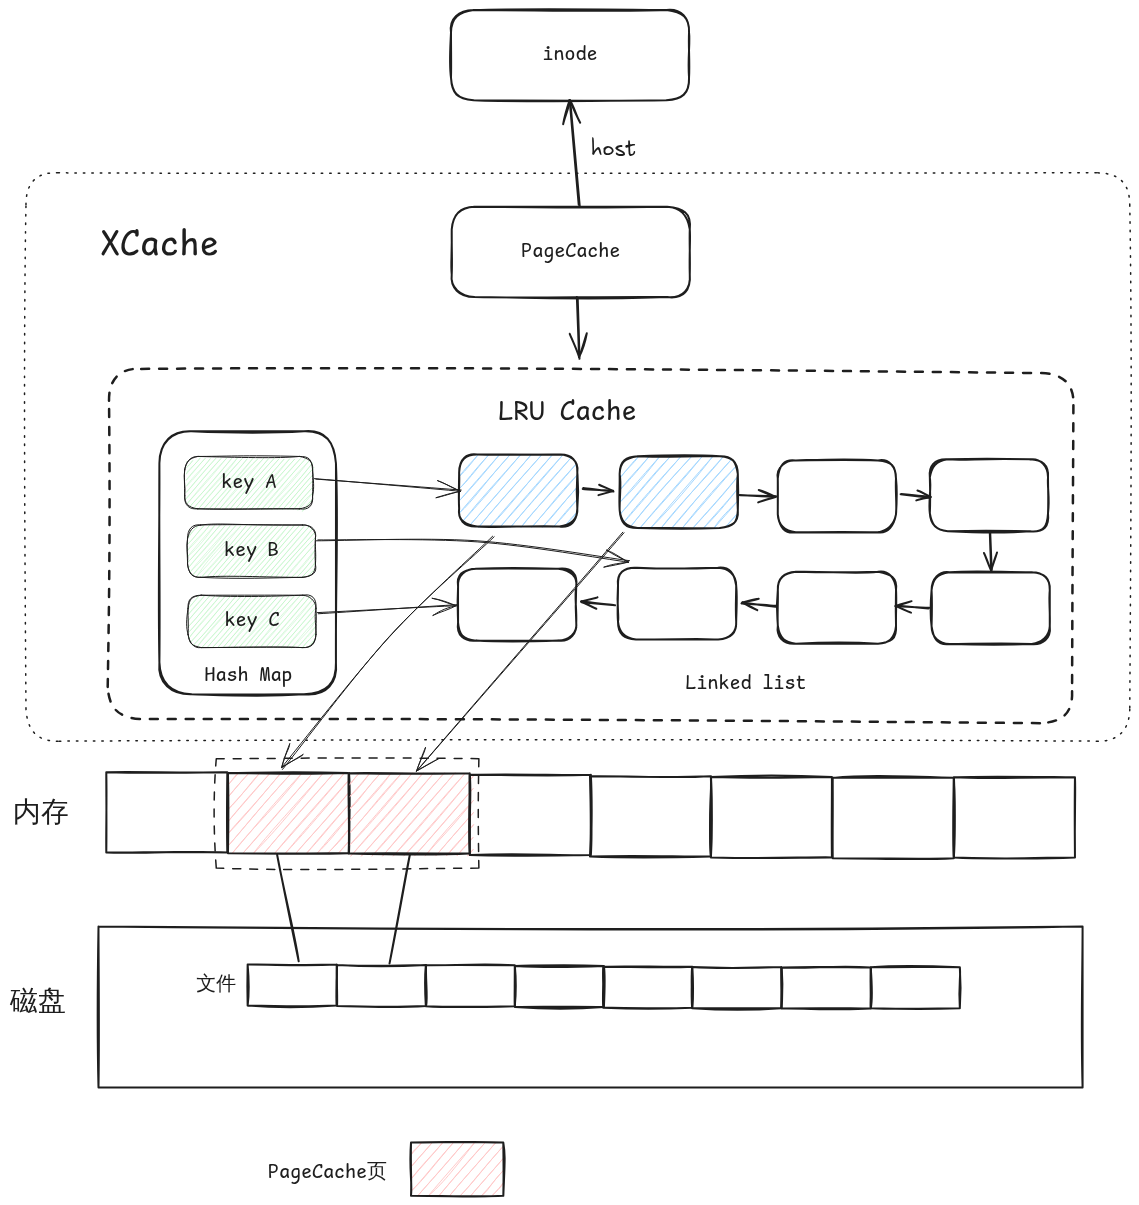 inode
host
XCache
PageCache
LRU Cache
key A
key B
key C
Hash Map
Linked list
内存
文件
磁盘
PageCache页